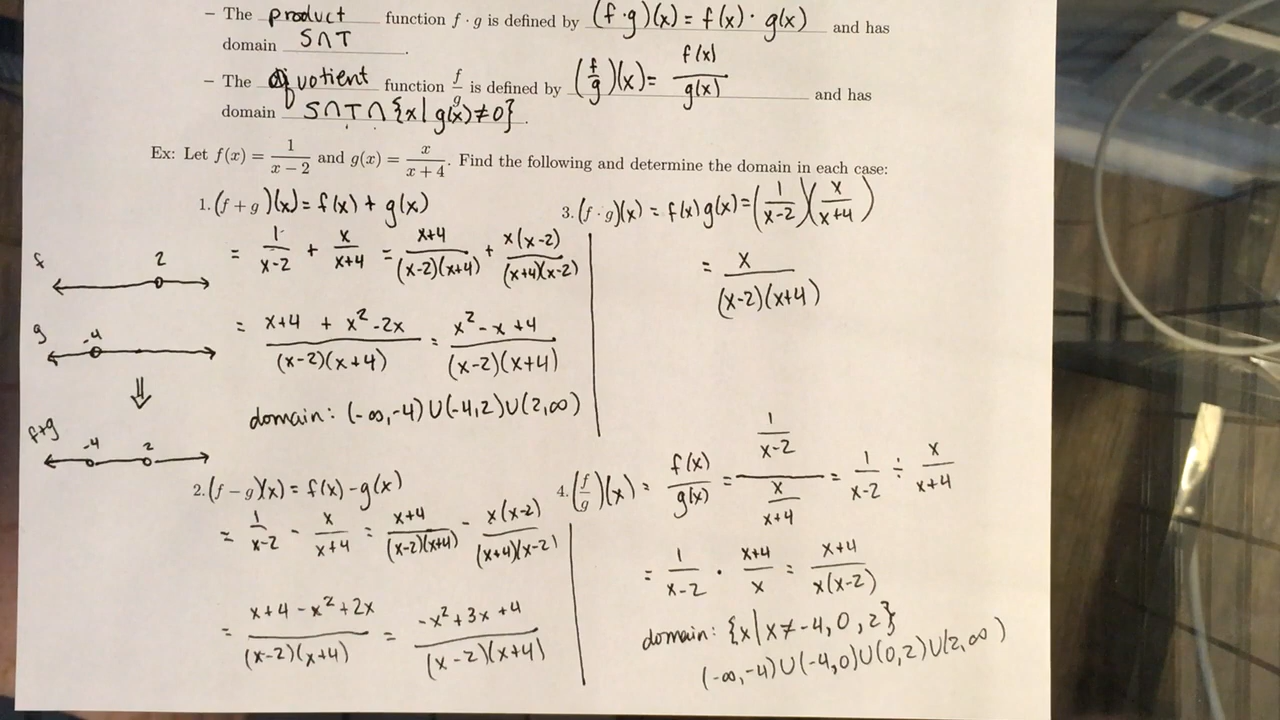 – The product function f · g is defined by (f·g)(x) = f(x) · g(x) and has
domain S∩T.
– The quotient function f/g is defined by (f/g)(x) = f(x)/g(x) and has
domain S∩T∩{x | g(x)≠0}.
Ex: Let f(x) = 1/(x − 2) and g(x) = x/(x + 4). Find the following and determine the domain in each case:
1. (f + g)(x) = f(x) + g(x)
= 1/(x-2) + x/(x+4) = (x+4)/((x-2)(x+4)) + x(x-2)/((x+4)(x-2))
= (x+4 + x²-2x)/((x-2)(x+4)) = (x²-x+4)/((x-2)(x+4))
domain: (-∞,-4)∪(-4,2)∪(2,∞)
f
2
g
-4
⇓
f+g
-4 2
2. (f − g)(x) = f(x) - g(x)
= 1/(x-2) - x/(x+4) = (x+4)/((x-2)(x+4)) - x(x-2)/((x+4)(x-2))
= (x+4-x²+2x)/((x-2)(x+4)) = (-x²+3x+4)/((x-2)(x+4))
3. (f · g)(x) = f(x)g(x) = (1/(x-2))(x/(x+4))
= x/((x-2)(x+4))
4. (f/g)(x) = f(x)/g(x) = (1/(x-2))/(x/(x+4)) = 1/(x-2) ÷ x/(x+4)
= 1/(x-2) · (x+4)/x = (x+4)/(x(x-2))
domain: {x | x≠-4,0,2}
(-∞,-4)∪(-4,0)∪(0,2)∪(2,∞)